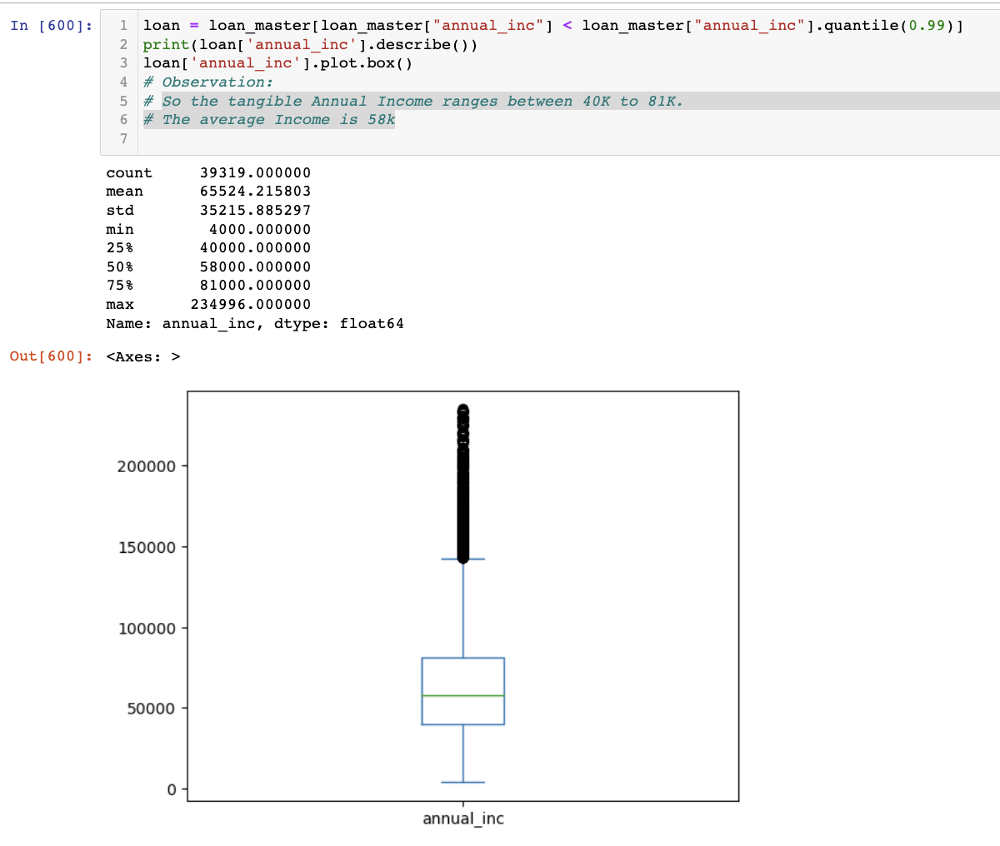 In [600]:
1 loan = loan_master[loan_master["annual_inc"] < loan_master["annual_inc"].quantile(0.99)]
2 print(loan['annual_inc'].describe())
3 loan['annual_inc'].plot.box()
4 # Observation:
5 # So the tangible Annual Income ranges between 40K to 81K.
6 # The average Income is 58k
7
count 39319.000000
mean 65524.215803
std 35215.885297
min 4000.000000
25% 40000.000000
50% 58000.000000
75% 81000.000000
max 234996.000000
Name: annual_inc, dtype: float64
Out[600]: <Axes: >
200000
150000
100000
50000
0
annual_inc